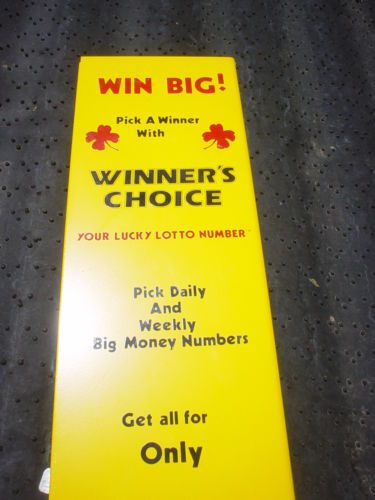 WIN BIG!
Pick A Winner
With
WINNER'S
CHOICE
YOUR LUCKY LOTTO NUMBER
Pick Daily
And
Weekly
Big Money Numbers
Get all for
Only